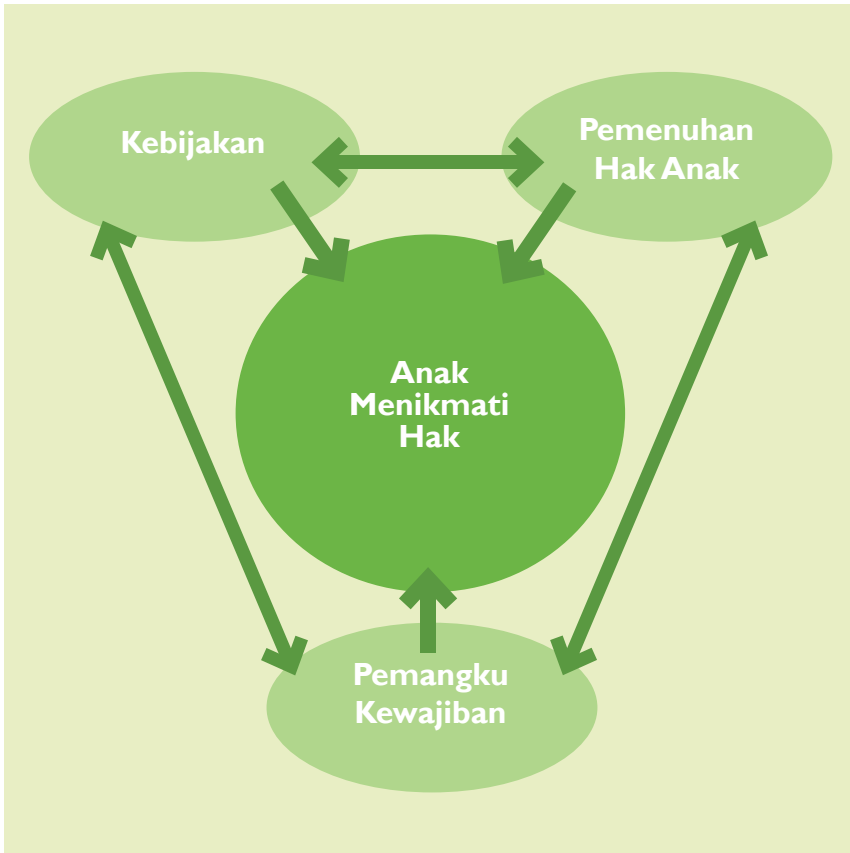 Kebijakan
Pemenuhan
Hak Anak
Anak
Menikmati
Hak
Pemangku
Kewajiban